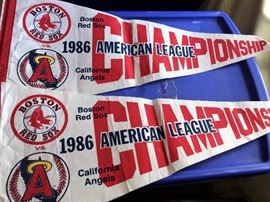 BOSTON
RED SOX
Boston
Red Sox
VS.
1986 AMERICAN LEAGUE
CHAMPIONSHIP
A
California
Angels
BOSTON
RED SOX
Boston
Red Sox
VS.
1986 AMERICAN LEAGUE
CHAMPIONS
A
California
Angels